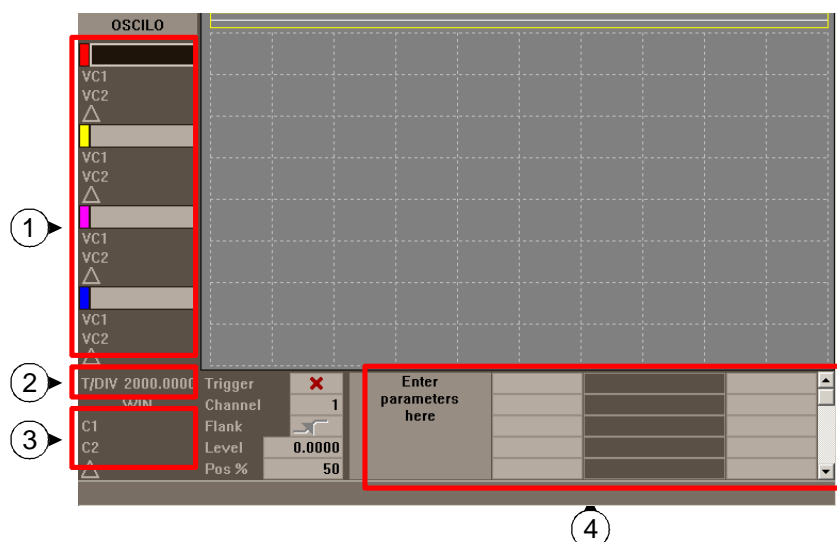 OSCILO
VC1
VC2
△
VC1
VC2
△
VC1
VC2
△
VC1
VC2
△
1
2
3
4
T/DIV 2000.0000
WIN
C1
C2
△
Trigger
Channel 1
Flank
Level 0.0000
Pos % 50
Enter
parameters
here